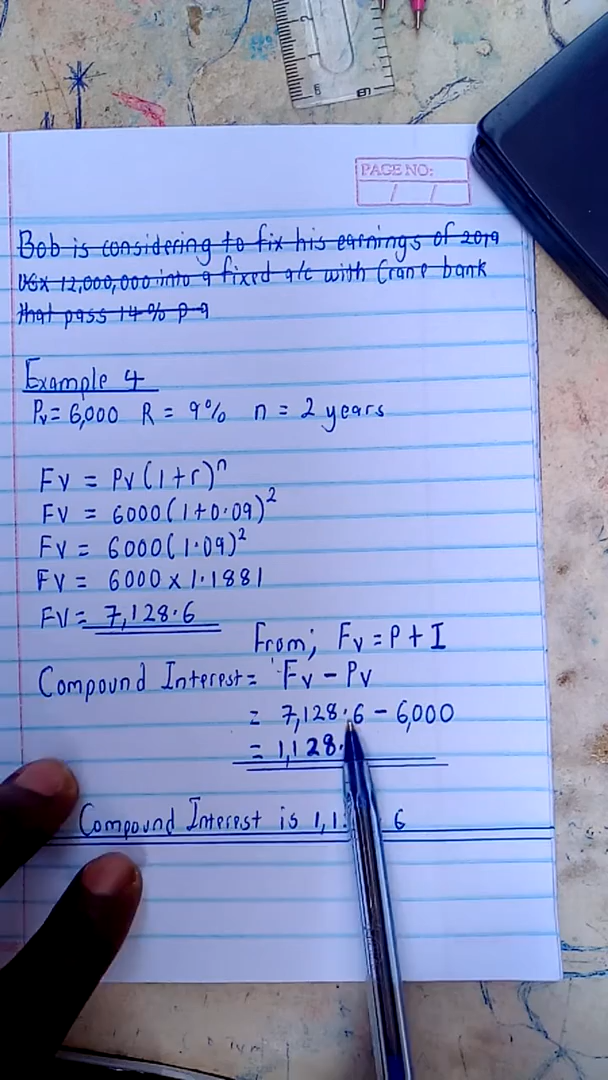 PAGE NO:
/ /
Bob is considering to fix his earnings of 2019
UGX 12,000,000 into a fixed a/c with Crane bank
that pass 14% p.a
Example 4
Pv = 6,000 R = 9% n = 2 years
FV = PV(1+r)^n
FV = 6000(1+0.09)^2
FV = 6000(1.09)^2
FV = 6000 x 1.1881
FV = 7,128.6
From; Fv = P + I
Compound Interest = Fv - Pv
= 7,128.6 - 6,000
= 1,128.
Compound Interest is 1,1 6